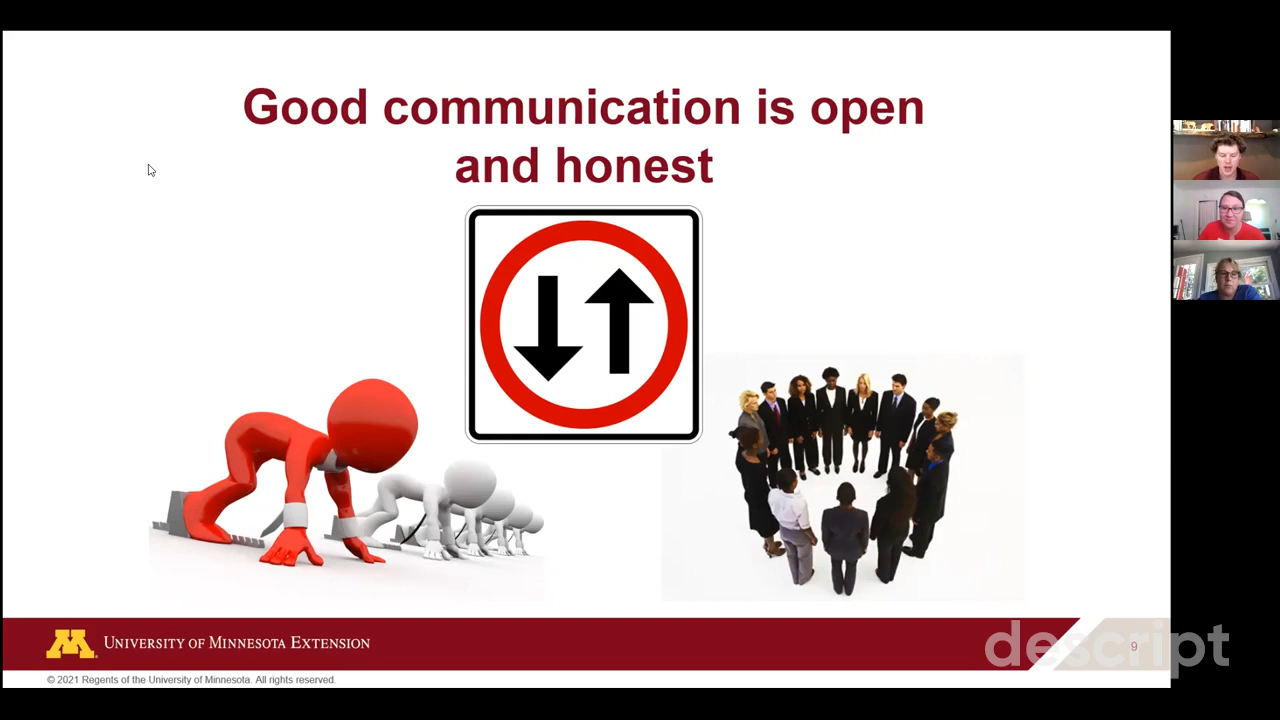 Good communication is open
and honest
M
UNIVERSITY OF MINNESOTA EXTENSION
descript
9
© 2021 Regents of the University of Minnesota. All rights reserved.